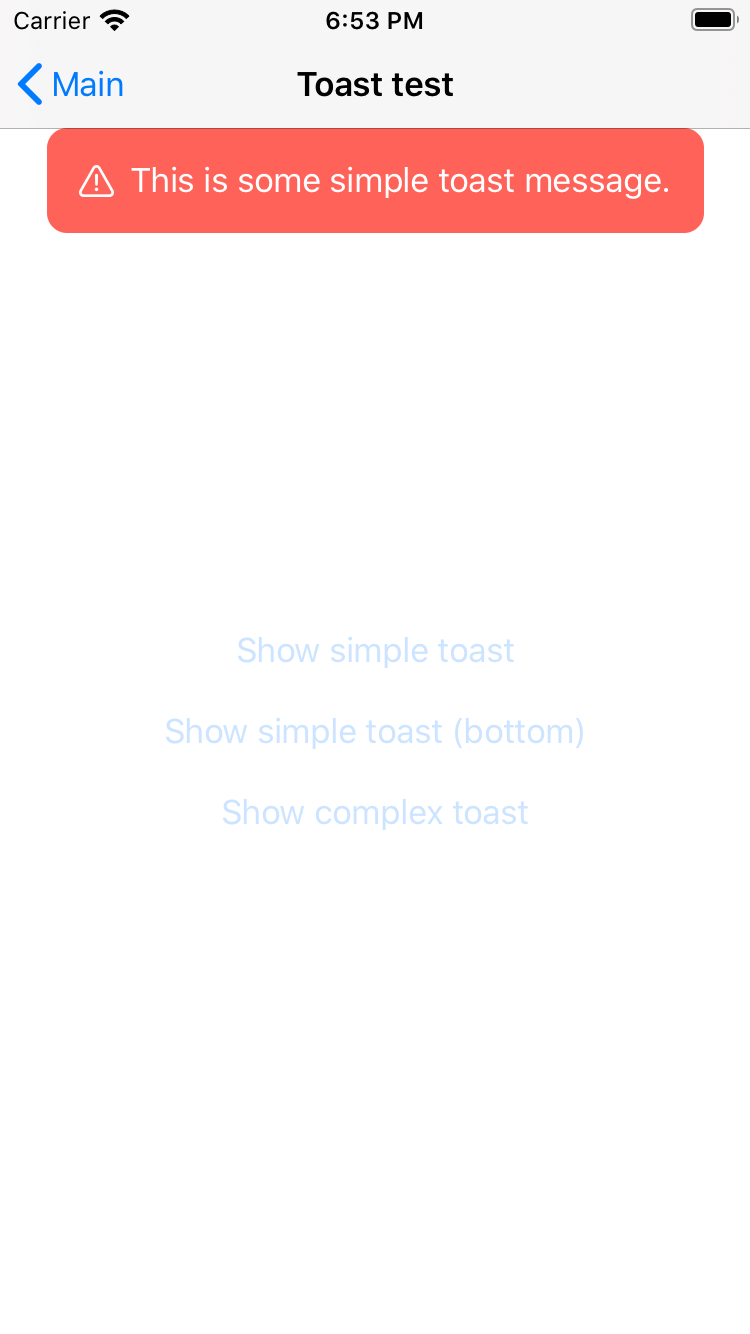 Carrier 6:53 PM
Main Toast test
This is some simple toast message.
Show simple toast
Show simple toast (bottom)
Show complex toast